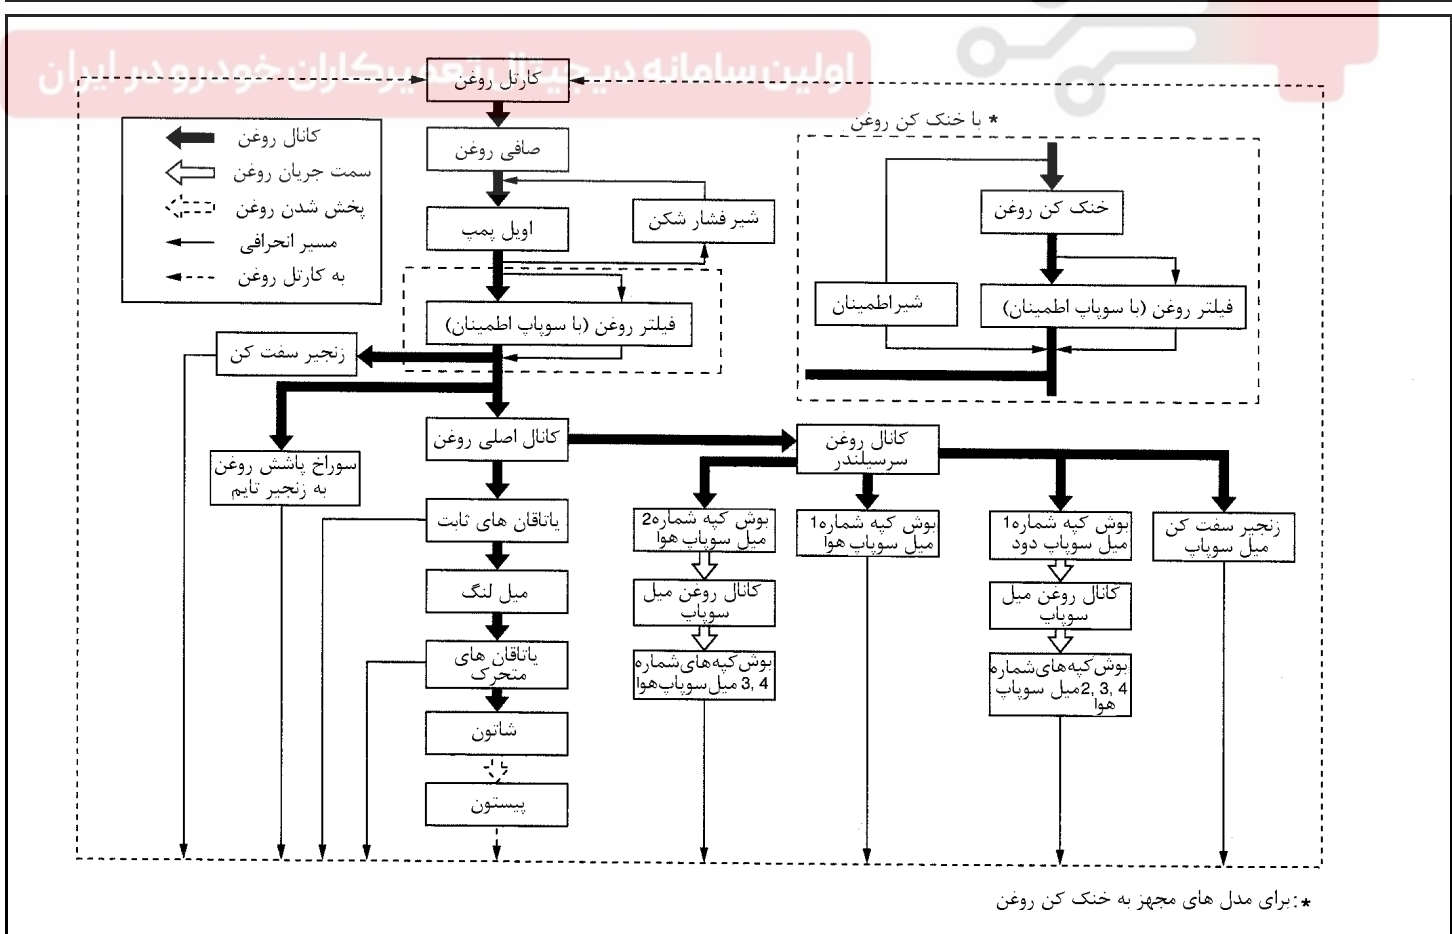 اولین سامانه دیجیتال تعمیرکاران خودرو در ایران
کارتل روغن
* با خنک کن روغن
کانال روغن
سمت جریان روغن
پخش شدن روغن
مسیر انحرافی
به کارتل روغن
صافی روغن
شیر فشار شکن
اویل پمپ
فیلتر روغن (با سوپاپ اطمینان)
خنک کن روغن
شیر اطمینان
فیلتر روغن (با سوپاپ اطمینان)
زنجیر سفت کن
کانال اصلی روغن
کانال روغن
سرسیلندر
سوراخ پاشش روغن
به زنجیر تایم
یاتاقان های ثابت
میل لنگ
یاتاقان های
متحرک
شاتون
پیستون
بوش کپه شماره2
میل سوپاپ هوا
کانال روغن میل
سوپاپ
بوش کپه های شماره
3, 4 میل سوپاپ هوا
بوش کپه شماره1
میل سوپاپ هوا
بوش کپه شماره1
میل سوپاپ دود
کانال روغن میل
سوپاپ
بوش کپه های شماره
2, 3, 4 میل سوپاپ
هوا
زنجیر سفت کن
میل سوپاپ
*:برای مدل های مجهز به خنک کن روغن